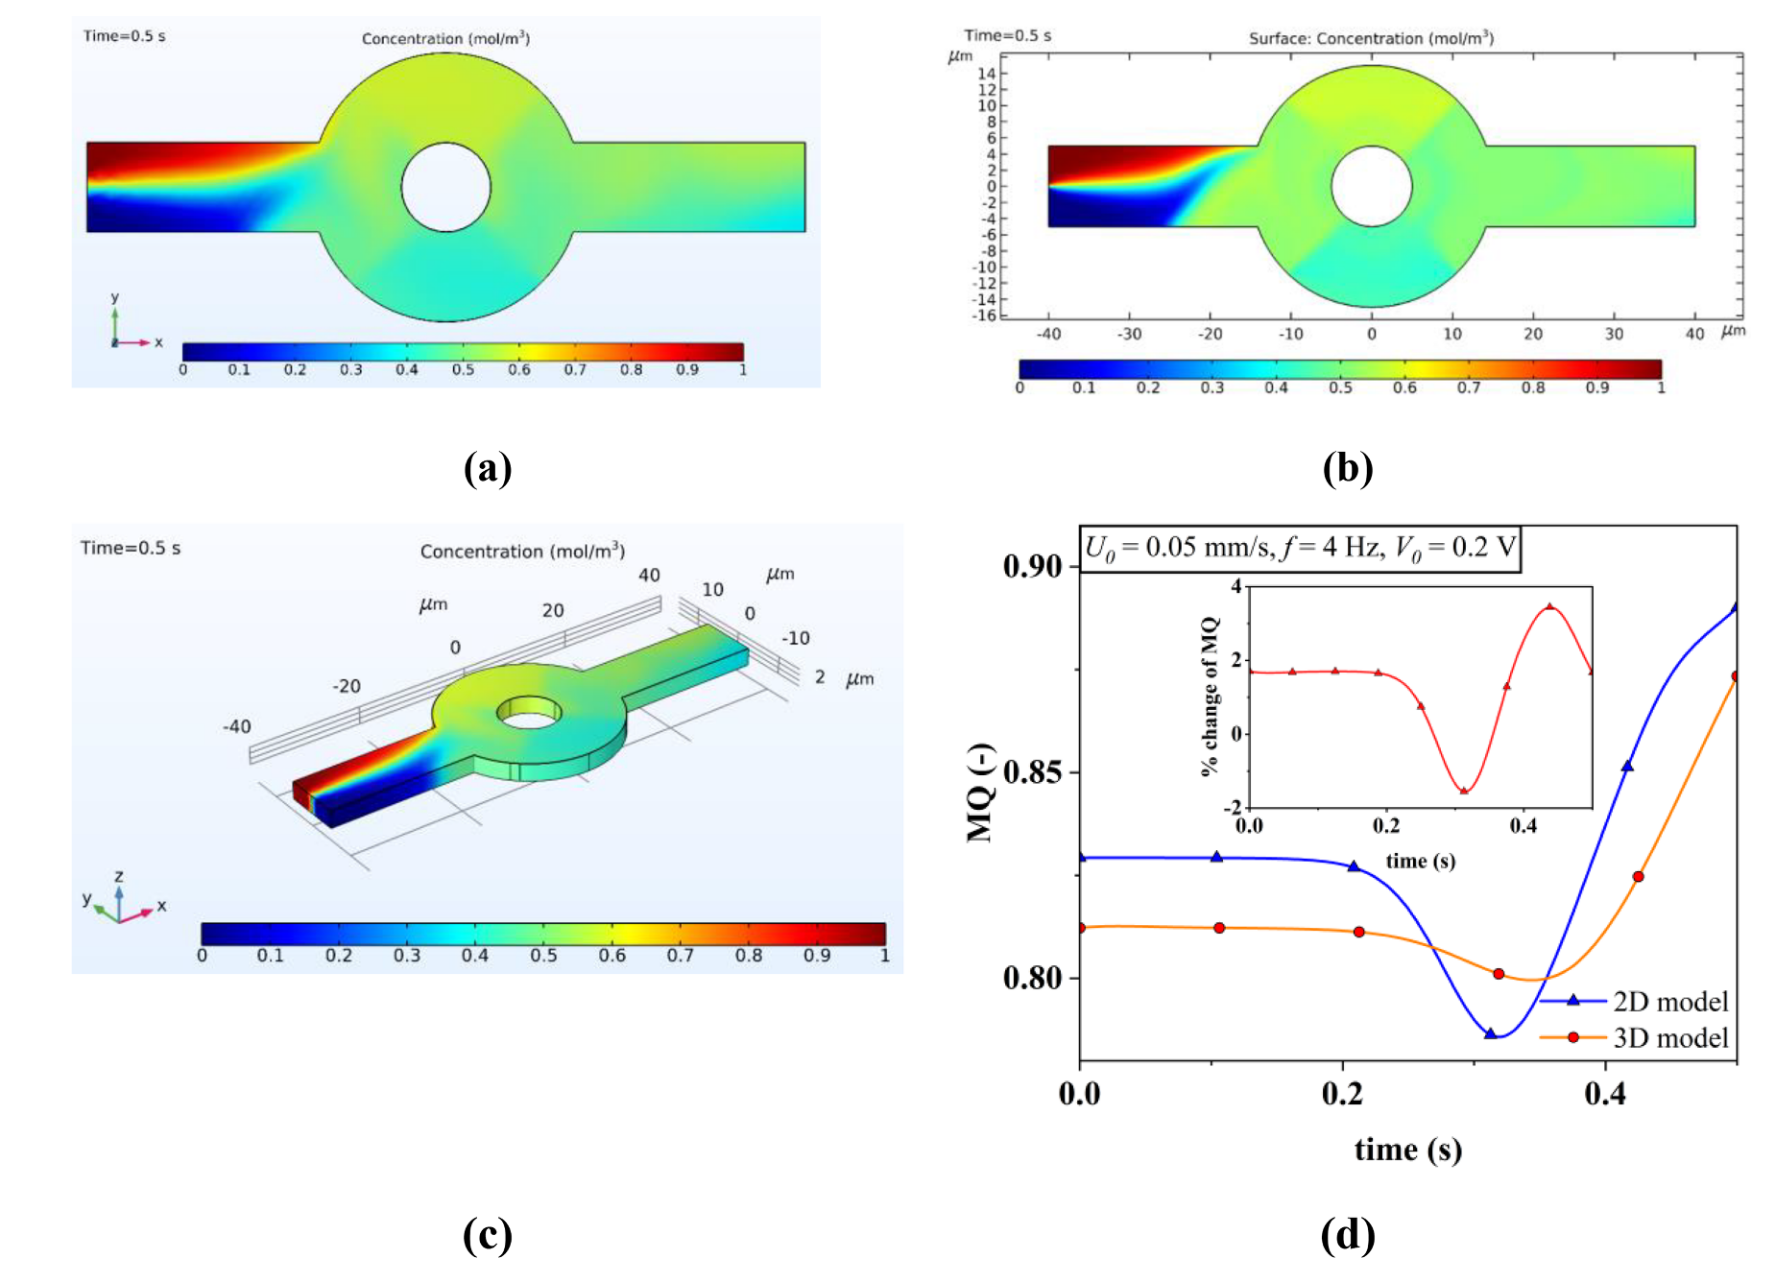 Time=0.5 s
Concentration (mol/m³)
y
z x
0 0.1 0.2 0.3 0.4 0.5 0.6 0.7 0.8 0.9 1
(a)
Time=0.5 s
Surface: Concentration (mol/m³)
μm
14
12
10
8
6
4
2
0
-2
-4
-6
-8
-10
-12
-14
-16
-40 -30 -20 -10 0 10 20 30 40 μm
0 0.1 0.2 0.3 0.4 0.5 0.6 0.7 0.8 0.9 1
(b)
Time=0.5 s
Concentration (mol/m³)
μm
-40
-20
0
20
40
10
0
-10
μm
2 μm
z
y x
0 0.1 0.2 0.3 0.4 0.5 0.6 0.7 0.8 0.9 1
(c)
U₀ = 0.05 mm/s, f = 4 Hz, V₀ = 0.2 V
MQ (-)
0.90
0.85
0.80
% change of MQ
4
2
0
-2
0.0 0.2 0.4
time (s)
2D model
3D model
0.0 0.2 0.4
time (s)
(d)